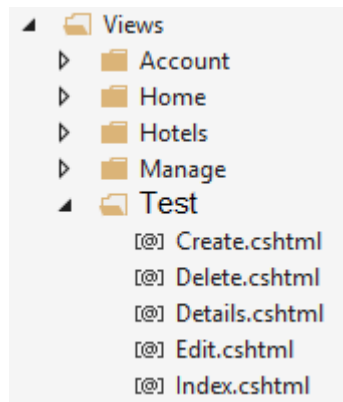 Views
Account
Home
Hotels
Manage
Test
[@] Create.cshtml
[@] Delete.cshtml
[@] Details.cshtml
[@] Edit.cshtml
[@] Index.cshtml